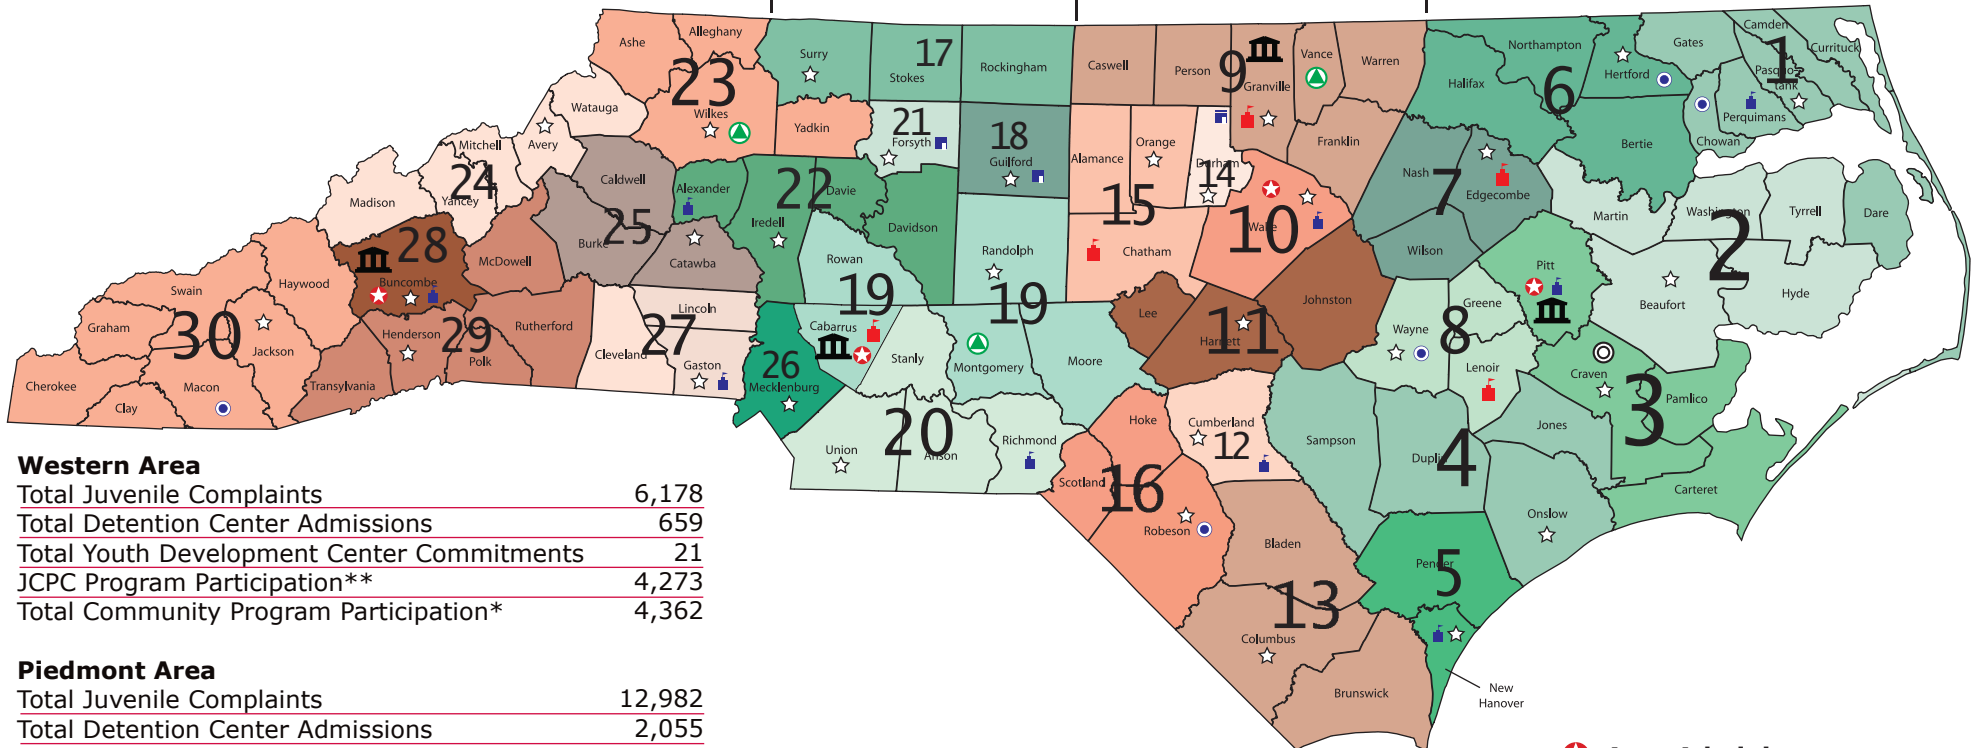 Ashe
Alleghany
23
Wilkes
Watauga
Surry
17
Stokes
Rockingham
Yadkin
21
Forsyth
18
Guilford
Caswell
Person
9
Granville
Vance
Warren
Franklin
Northampton
Halifax
6
Hertford
Bertie
Gates
Camden
Currituck
1
Pasquo-
tank
Perquimans
Chowan
Mitchell
Avery
24
Yancey
Madison
Caldwell
25
Burke
Catawba
Alexander
22
Davie
Iredell
Davidson
Alamance
Orange
Durham
14
15
Chatham
10
Wake
Nash
7
Edgecombe
Wilson
Martin
Washington
Tyrrell
Dare
2
Beaufort
Hyde
28
Buncombe
McDowell
Haywood
Swain
Graham
30
Jackson
Cherokee
Macon
Clay
Transylvania
Henderson
29
Polk
Rutherford
Cleveland
27
Lincoln
Gaston
26
Mecklenburg
Rowan
19
Cabarrus
Stanly
Randolph
19
Montgomery
Moore
Lee
11
Harnett
Johnston
Wayne
8
Greene
Lenoir
Pitt
Craven
3
Pamlico
Jones
Carteret
Union
20
Anson
Richmond
Hoke
Scotland
16
Robeson
Cumberland
12
Sampson
Duplin
4
Onslow
Bladen
13
Columbus
Brunswick
Pender
5
New
Hanover
Western Area
Total Juvenile Complaints 6,178
Total Detention Center Admissions 659
Total Youth Development Center Commitments 21
JCPC Program Participation** 4,273
Total Community Program Participation* 4,362
Piedmont Area
Total Juvenile Complaints 12,982
Total Detention Center Admissions 2,055